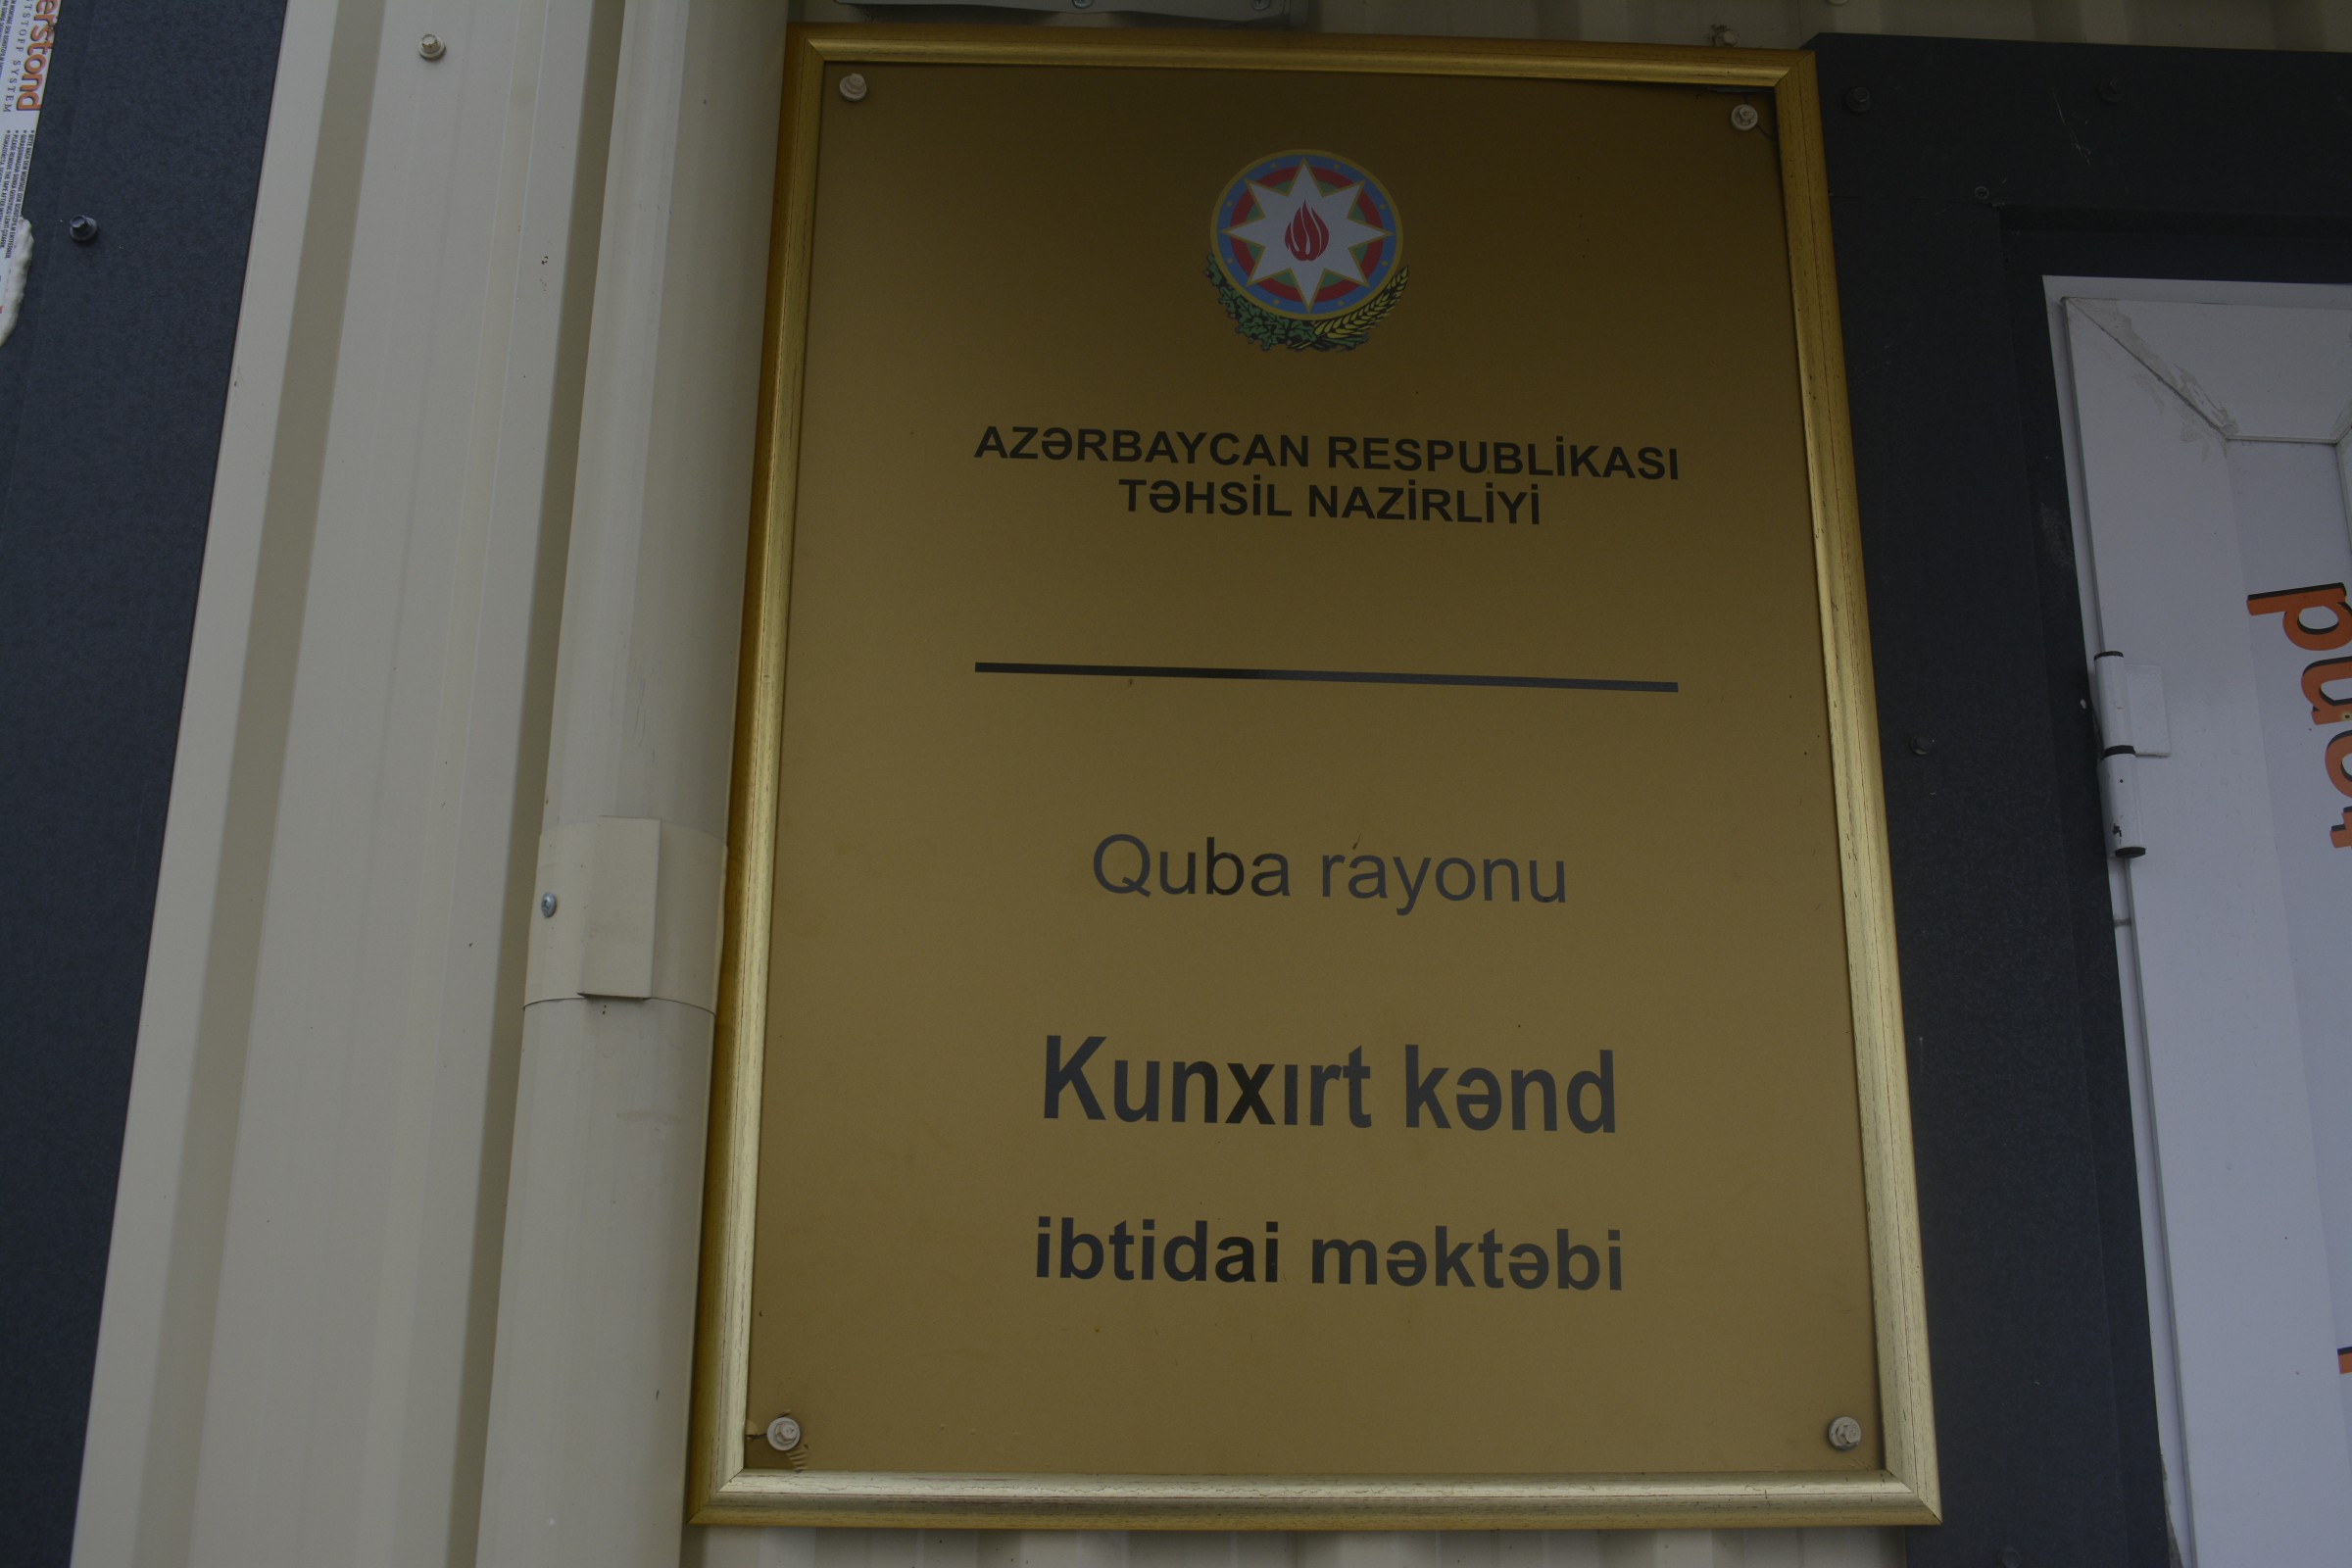 AZƏRBAYCAN RESPUBLİKASI
TƏHSİL NAZİRLİYİ
Quba rayonu
Kunxırt kənd
ibtidai məktəbi